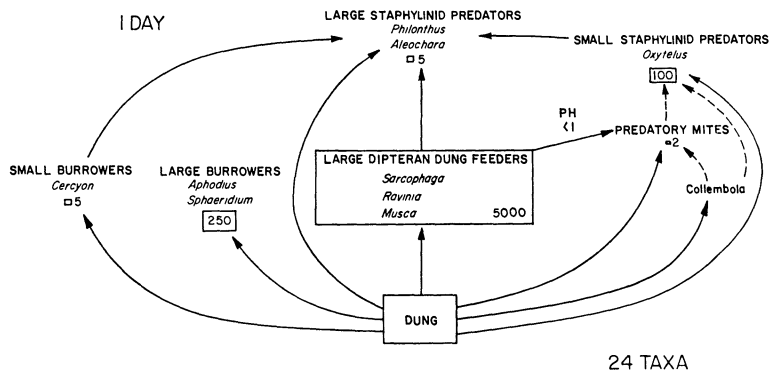 1 DAY
LARGE STAPHYLINID PREDATORS
Philonthus
Aleochara
5
SMALL STAPHYLINID PREDATORS
Oxytelus
100
PH
<1
PREDATORY MITES
2
Collembola
LARGE DIPTERAN DUNG FEEDERS
Sarcophaga
Ravinia
Musca 5000
SMALL BURROWERS
Cercyon
5
LARGE BURROWERS
Aphodius
Sphaeridium
250
DUNG
24 TAXA